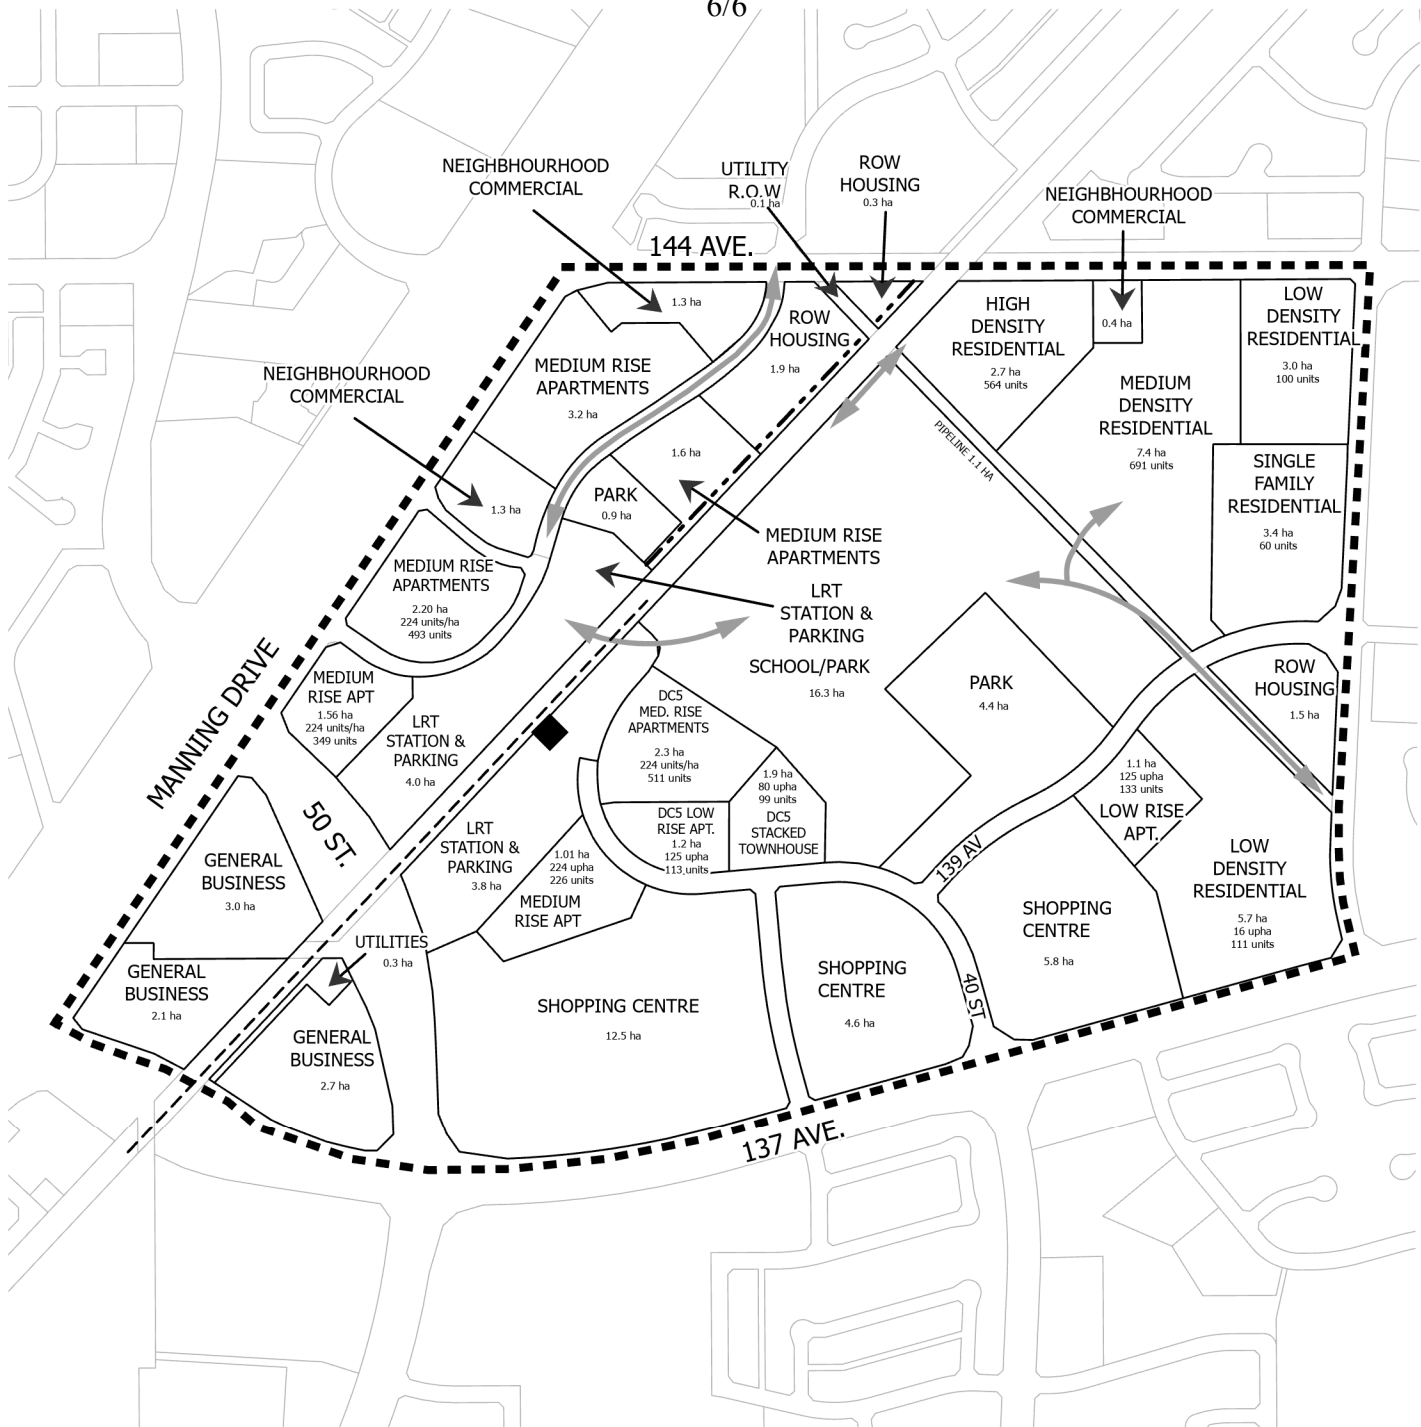 6/6
NEIGHBHOURHOOD
COMMERCIAL
UTILITY
R.O.W
0.1 ha
ROW
HOUSING
0.3 ha
NEIGHBHOURHOOD
COMMERCIAL
144 AVE.
1.3 ha
ROW
HOUSING
1.9 ha
HIGH
DENSITY
RESIDENTIAL
2.7 ha
564 units
0.4 ha
LOW
DENSITY
RESIDENTIAL
3.0 ha
100 units
NEIGHBHOURHOOD
COMMERCIAL
MEDIUM RISE
APARTMENTS
3.2 ha
MEDIUM
DENSITY
RESIDENTIAL
7.4 ha
691 units
PIPELINE 1.1 HA
1.6 ha
SINGLE
FAMILY
RESIDENTIAL
3.4 ha
60 units
PARK
0.9 ha
1.3 ha
MEDIUM RISE
APARTMENTS
MEDIUM RISE
APARTMENTS
2.20 ha
224 units/ha
493 units
LRT
STATION &
PARKING
SCHOOL/PARK
16.3 ha
PARK
4.4 ha
ROW
HOUSING
1.5 ha
MANNING DRIVE
MEDIUM
RISE APT
1.56 ha
224 units/ha
349 units
LRT
STATION &
PARKING
4.0 ha
DC5
MED. RISE
APARTMENTS
2.3 ha
224 units/ha
511 units
1.9 ha
80 upha
99 units
DC5
STACKED
TOWNHOUSE
1.1 ha
125 upha
133 units
LOW RISE
APT.
50 ST.
DC5 LOW
RISE APT.
1.2 ha
125 upha
113 units
LRT
STATION &
PARKING
3.8 ha
1.01 ha
224 upha
226 units
MEDIUM
RISE APT
139 AV
LOW
DENSITY
RESIDENTIAL
5.7 ha
16 upha
111 units
GENERAL
BUSINESS
3.0 ha
SHOPPING
CENTRE
5.8 ha
UTILITIES
0.3 ha
GENERAL
BUSINESS
2.1 ha
SHOPPING
CENTRE
4.6 ha
40 ST
SHOPPING CENTRE
12.5 ha
GENERAL
BUSINESS
2.7 ha
137 AVE.